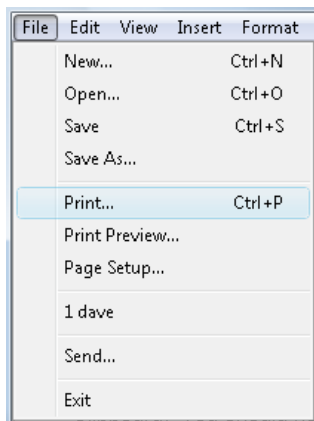 File Edit View Insert Format
New... Ctrl+N
Open... Ctrl+O
Save Ctrl+S
Save As...
Print... Ctrl+P
Print Preview...
Page Setup...
1 dave
Send...
Exit